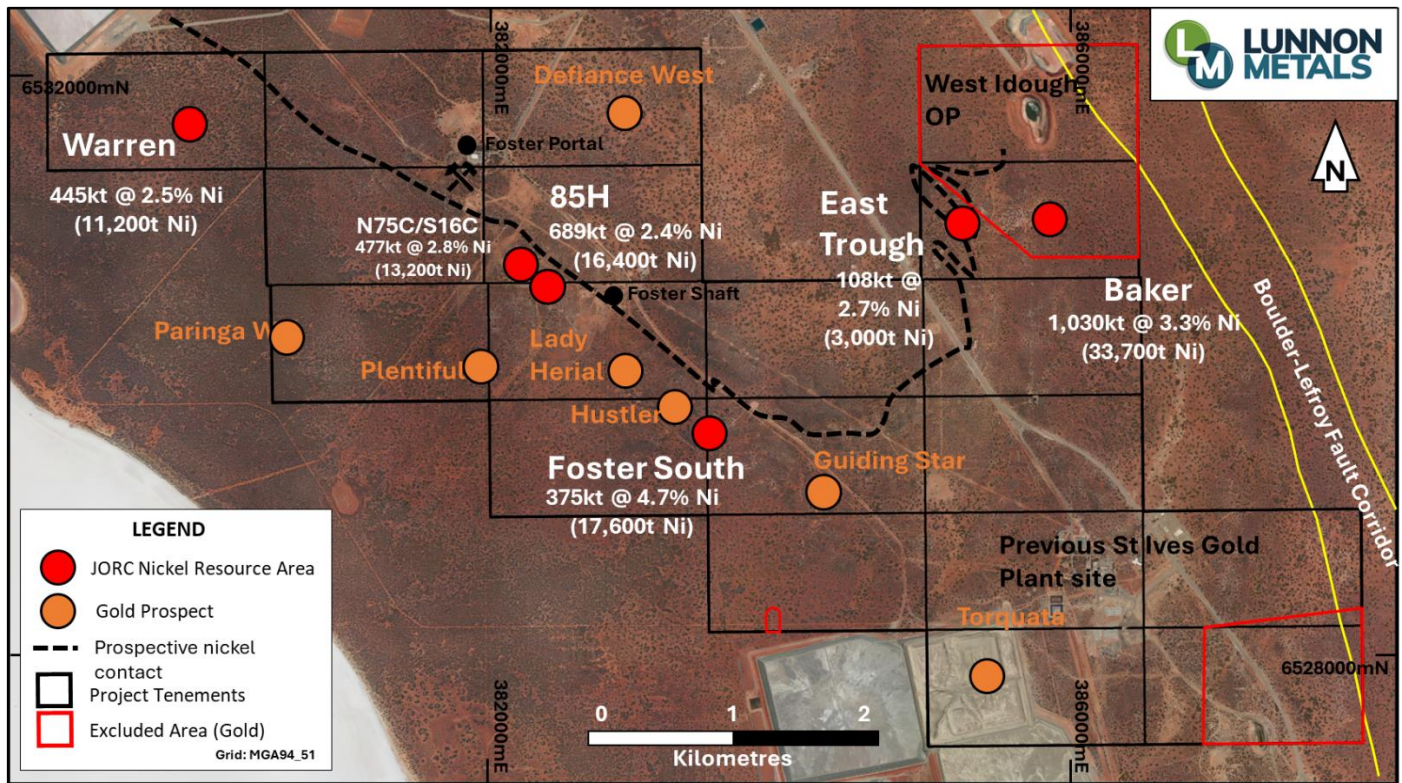 382000mE
386000mE
LUNNON
METALS
6532000mN
Defiance West
West Idough
OP
N
Warren
445kt @ 2.5% Ni
(11,200t Ni)
Foster Portal
N75C/S16C
477kt @ 2.8% Ni
(13,200t Ni)
85H
689kt @ 2.4% Ni
(16,400t Ni)
East
Trough
108kt @
2.7% Ni
(3,000t Ni)
Baker
1,030kt @ 3.3% Ni
(33,700t Ni)
Boulder-Lefroy Fault Corridor
Foster Shaft
Paringa W
Plentiful
Lady
Herial
Hustler
Foster South
375kt @ 4.7% Ni
(17,600t Ni)
Guiding Star
Previous St Ives Gold
Plant site
Torquata
6528000mN
382000mE
386000mE
LEGEND
JORC Nickel Resource Area
Gold Prospect
Prospective nickel
contact
Project Tenements
Excluded Area (Gold)
Grid: MGA94_51
0 1 2
Kilometres